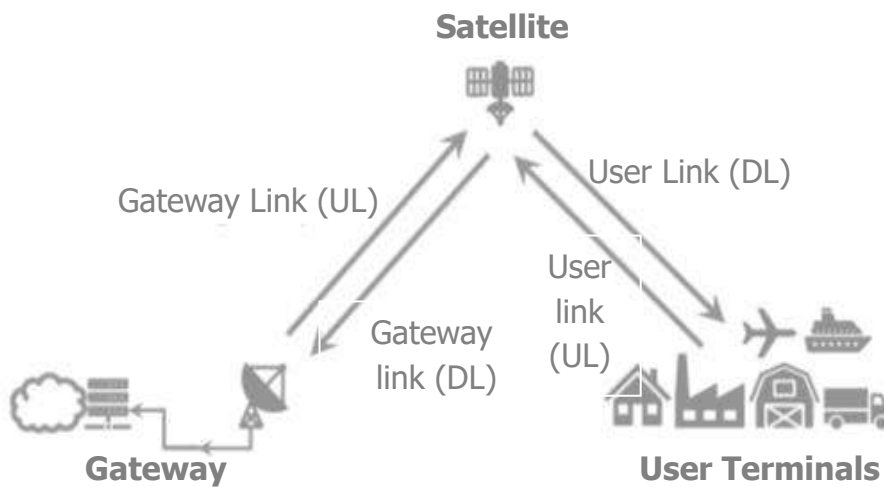 Satellite
User Link (DL)
Gateway Link (UL)
User
link
(UL)
Gateway
link (DL)
Gateway
User Terminals